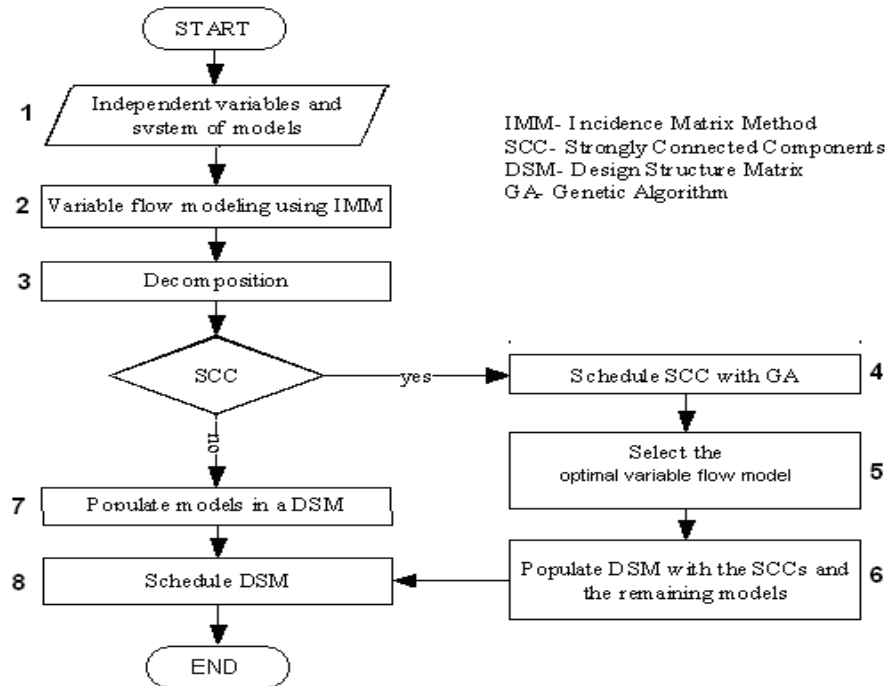 START
1
Independent variables and
system of models
IMM- Incidence Matrix Method
SCC- Strongly Connected Components
DSM- Design Structure Matrix
GA- Genetic Algorithm
2
Variable flow modeling using IMM
3
Decomposition
SCC
yes
Schedule SCC with GA
4
no
Select the
optimal variable flow model
5
7
Populate models in a DSM
8
Schedule DSM
Populate DSM with the SCCs and
the remaining models
6
END